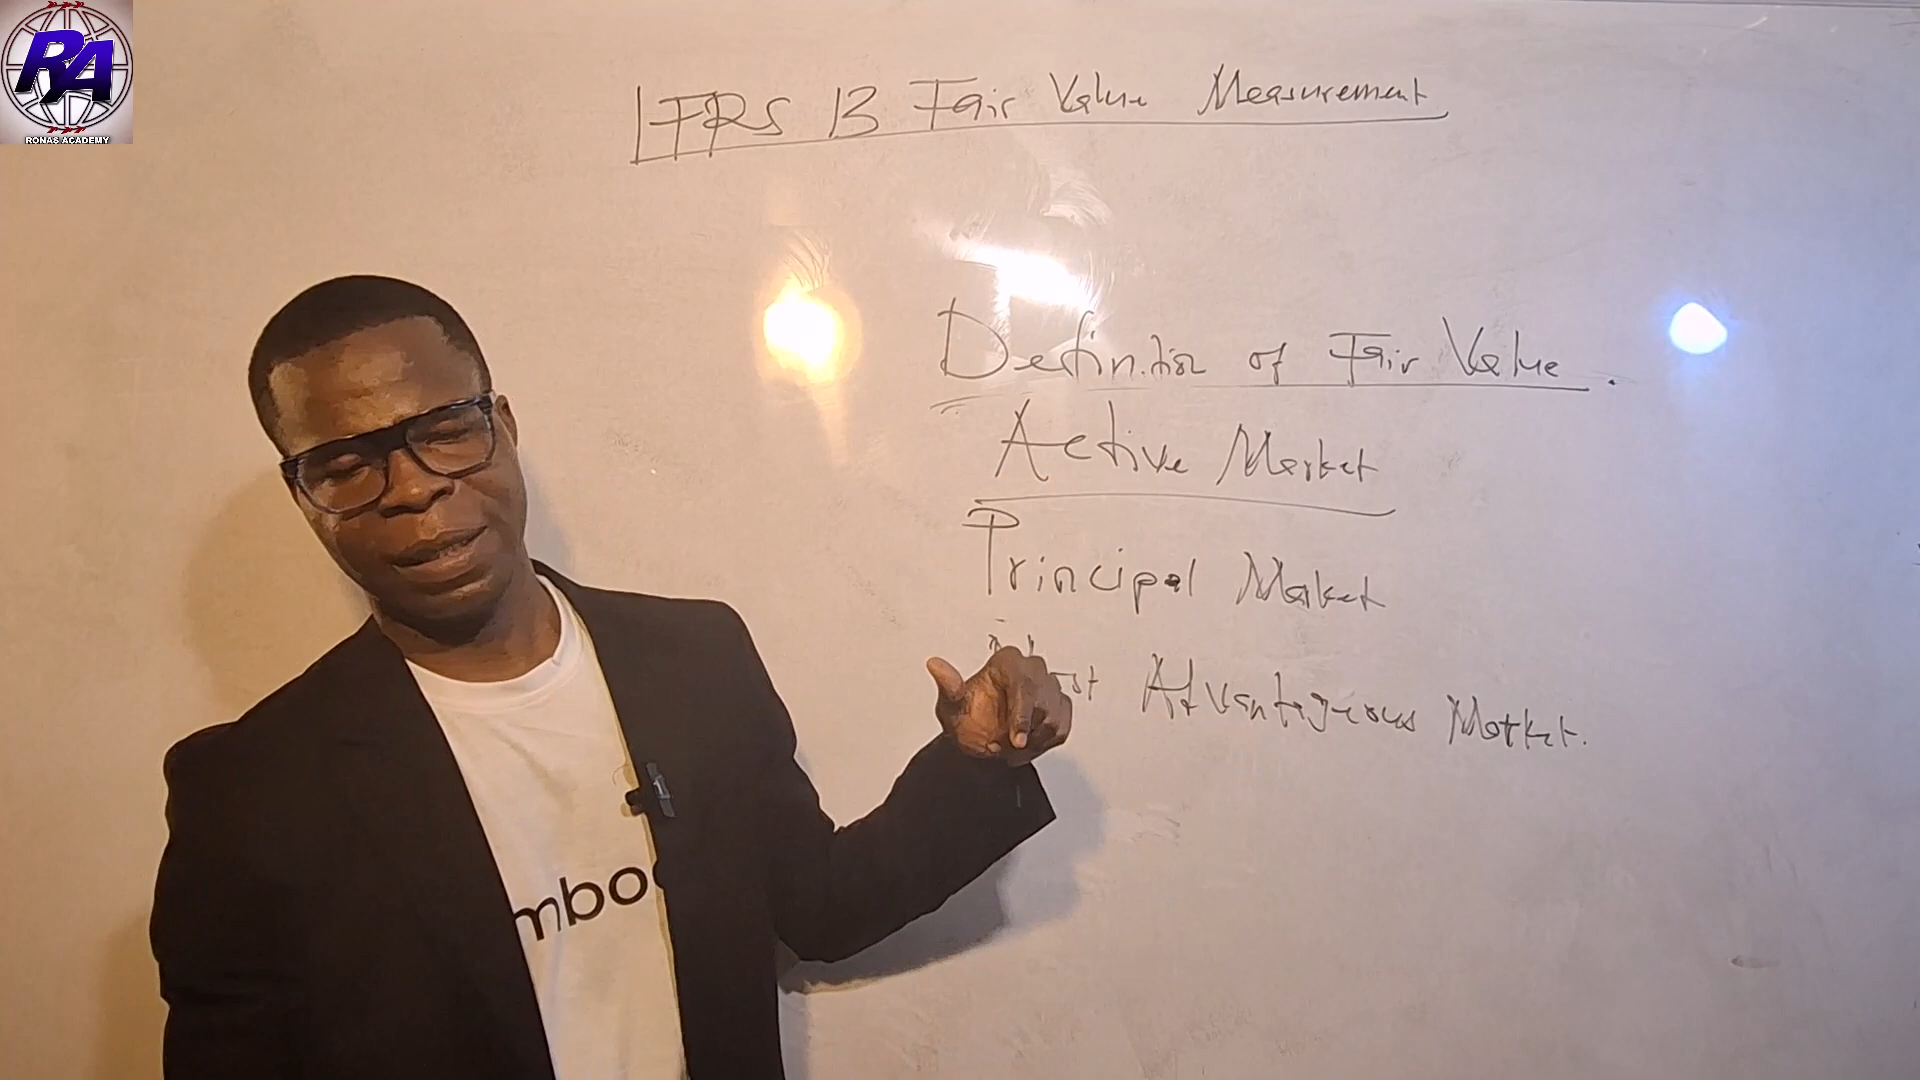 RA
RONAS ACADEMY
IFRS 13 Fair Value Measurement
Definition of Fair Value.
Active Market
Principal Market
st Advantageous Market.
mbo